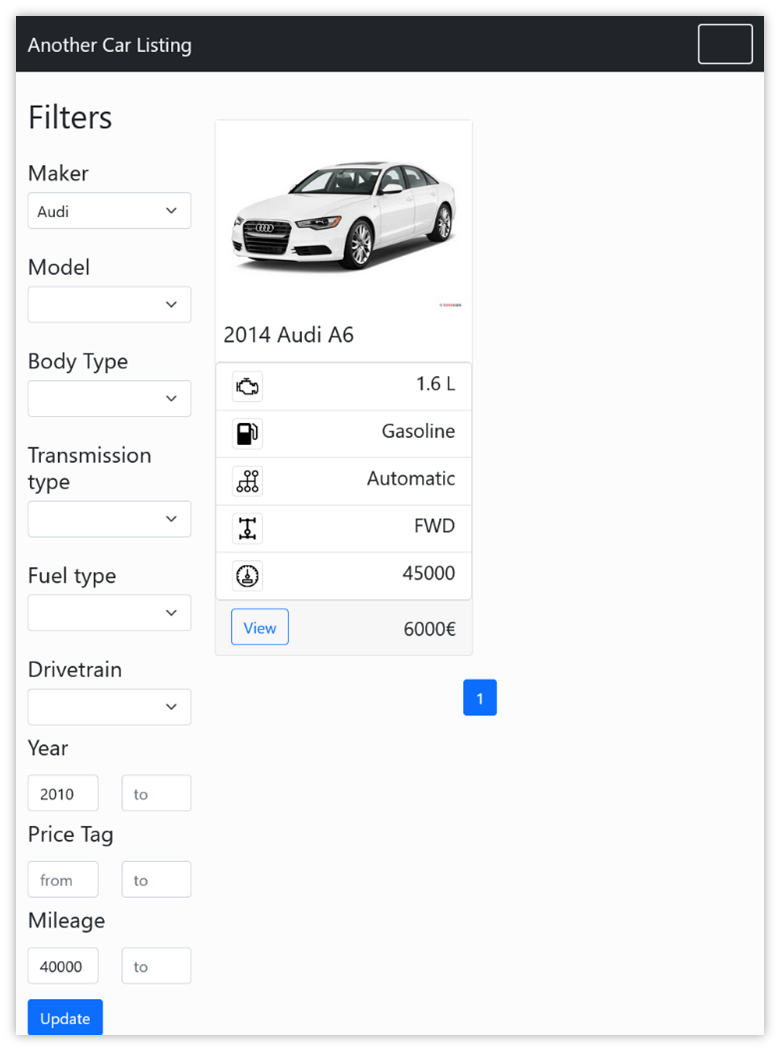 Another Car Listing
Filters
Maker
Audi
Model
Body Type
Transmission
type
Fuel type
Drivetrain
Year
2010 to
Price Tag
from to
Mileage
40000 to
Update
2014 Audi A6
1.6 L
Gasoline
Automatic
FWD
45000
View 6000€
1